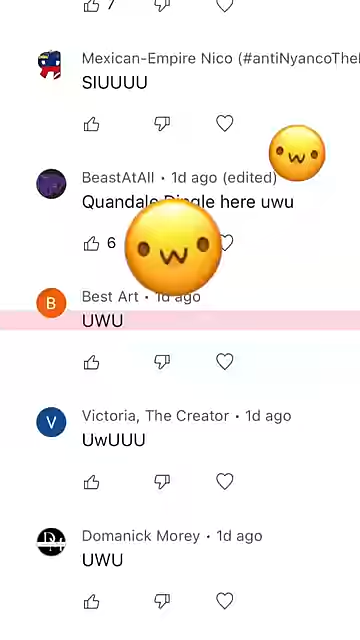 7
Mexican-Empire Nico (#antiNyancoThe
SIUUUU
BeastAtAll • 1d ago (edited)
Quandale Dingle here uwu
6
B
Best Art • 1d ago
UWU
V
Victoria, The Creator • 1d ago
UwUUU
Domanick Morey • 1d ago
UWU